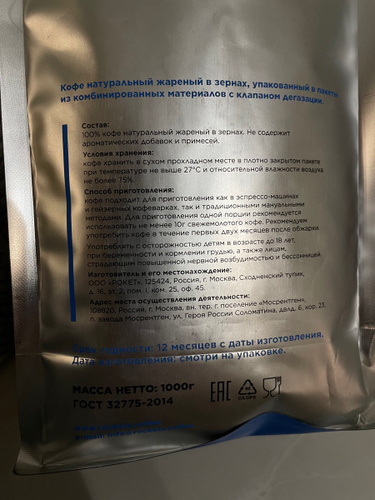 Кофе натуральный жареный в зернах, упакованный в пакеты
из комбинированных материалов с клапаном дегазации.
Состав:
100% кофе натуральный жареный в зернах. Не содержит
ароматических добавок и примесей.
Условия хранения:
кофе хранить в сухом прохладном месте в плотно закрытом пакете
при температуре не выше 27°С и относительной влажности воздуха
не более 75%.
Способ приготовления:
кофе подходит для приготовления как в эспрессо-машинах
и гейзерных кофеварках, так и традиционными мануальными
методами. Для приготовления одной порции рекомендуется
использовать не менее 10г свежемолотого кофе. Рекомендуем
употребить кофе в течение первых двух месяцев после обжарки.
Употреблять с осторожностью детям в возрасте до 18 лет,
при беременности и кормлении грудью, а также лицам,
страдающим повышенной нервной возбудимостью и бессонницей.
Изготовитель и его местонахождение:
ООО «РОКЕТ», 125424, Россия, г. Москва, Сходненский тупик,
д. 16, эт. 2, пом. I, ком. 25, оф. 45.
Адрес места осуществления деятельности:
108820, Россия, г. Москва, вн. тер. г. поселение «Мосрентген»,
п. завода Мосрентген, ул. Героя России Соломатина, двлд. 6, кор. 23.
Срок годности: 12 месяцев с даты изготовления.
Дата изготовления: смотри на упаковке.
МАССА НЕТТО: 1000г
ГОСТ 32775-2014
EAC